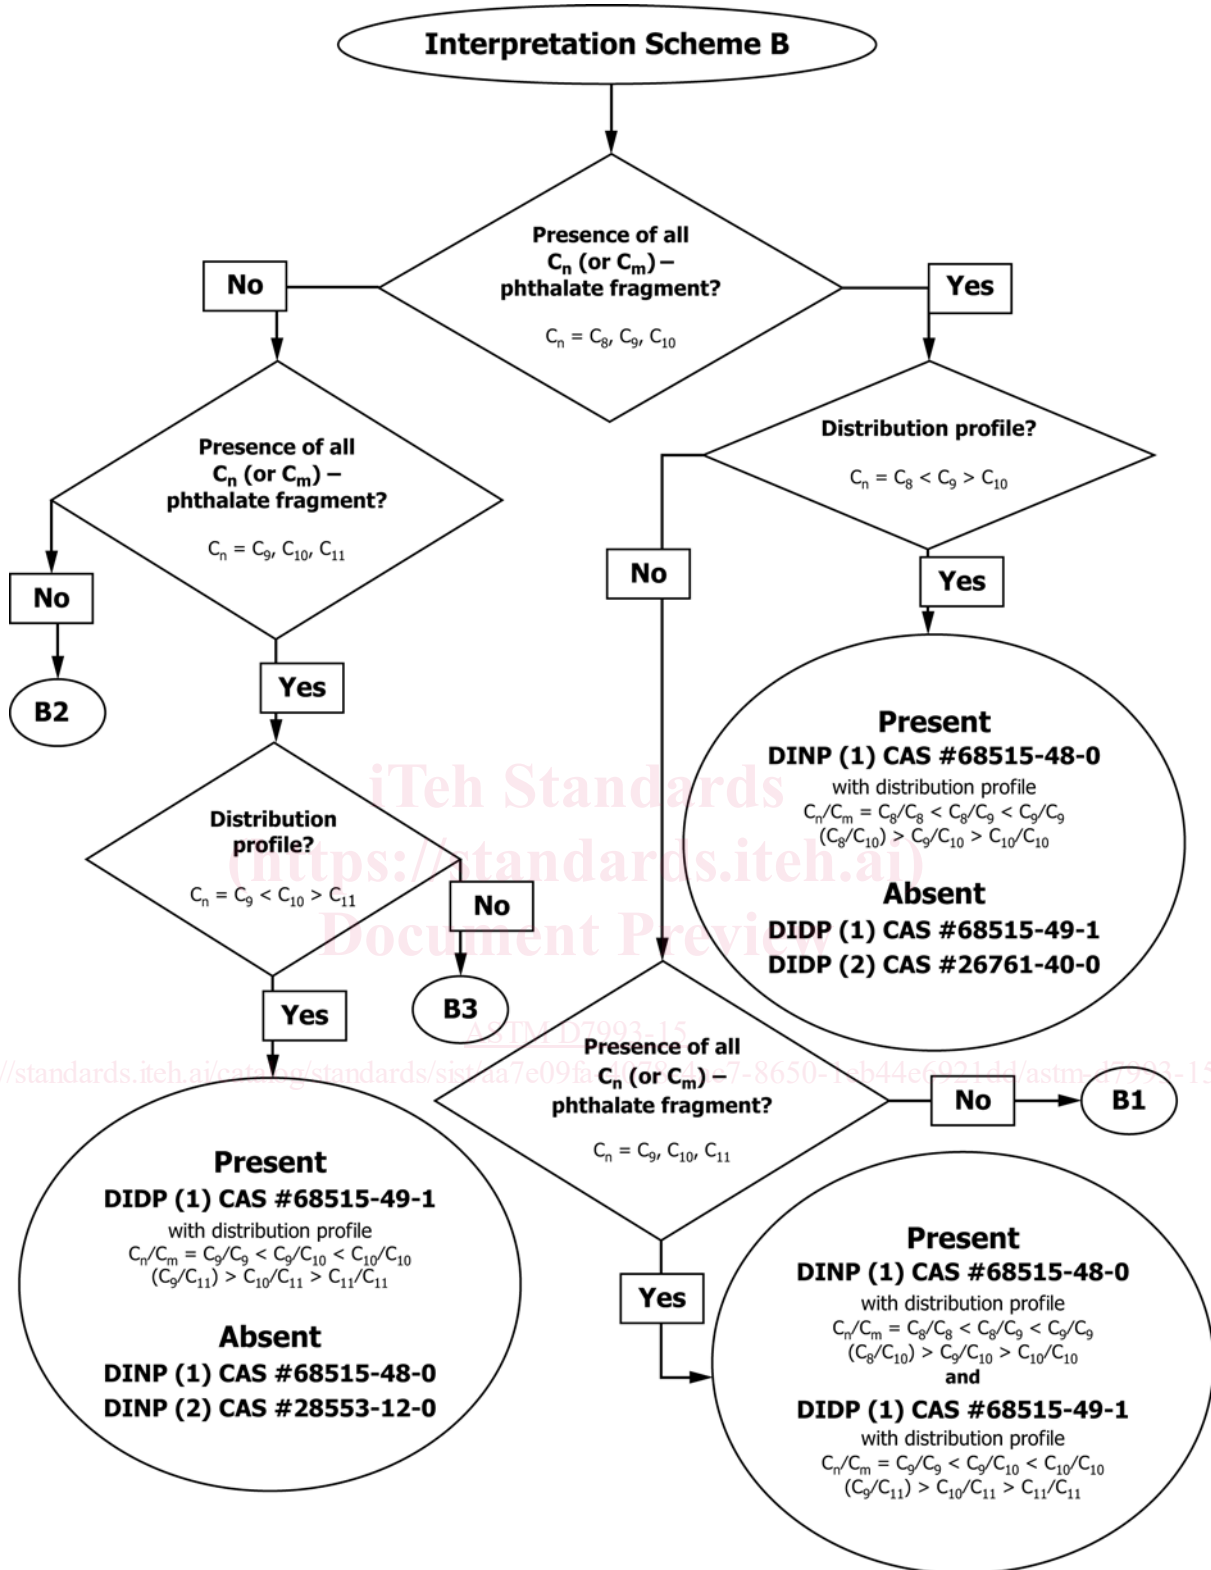 Interpretation Scheme B
Presence of all
Cₙ (or Cₘ) –
phthalate fragment?
Cₙ = C₈, C₉, C₁₀
No
Yes
Presence of all
Cₙ (or Cₘ) –
phthalate fragment?
Cₙ = C₉, C₁₀, C₁₁
Distribution profile?
Cₙ = C₈ < C₉ > C₁₀
No
B2
Yes
No
Yes
Distribution
profile?
Cₙ = C₉ < C₁₀ > C₁₁
No
B3
Yes
Present
DINP (1) CAS #68515-48-0
with distribution profile
Cₙ/Cₘ = C₈/C₈ < C₈/C₉ < C₉/C₉
(C₈/C₁₀) > C₉/C₁₀ > C₁₀/C₁₀
Absent
DIDP (1) CAS #68515-49-1
DIDP (2) CAS #26761-40-0
iTeh Standards
(https://standards.iteh.ai)
Document Preview
ASTM D7993-15
Presence of all
Cₙ (or Cₘ) –
phthalate fragment?
Cₙ = C₉, C₁₀, C₁₁
No
B1
Yes
Present
DIDP (1) CAS #68515-49-1
with distribution profile
Cₙ/Cₘ = C₉/C₉ < C₉/C₁₀ < C₁₀/C₁₀
(C₉/C₁₁) > C₁₀/C₁₁ > C₁₁/C₁₁
Absent
DINP (1) CAS #68515-48-0
DINP (2) CAS #28553-12-0
Present
DINP (1) CAS #68515-48-0
with distribution profile
Cₙ/Cₘ = C₈/C₈ < C₈/C₉ < C₉/C₉
(C₈/C₁₀) > C₉/C₁₀ > C₁₀/C₁₀
and
DIDP (1) CAS #68515-49-1
with distribution profile
Cₙ/Cₘ = C₉/C₉ < C₉/C₁₀ < C₁₀/C₁₀
(C₉/C₁₁) > C₁₀/C₁₁ > C₁₁/C₁₁